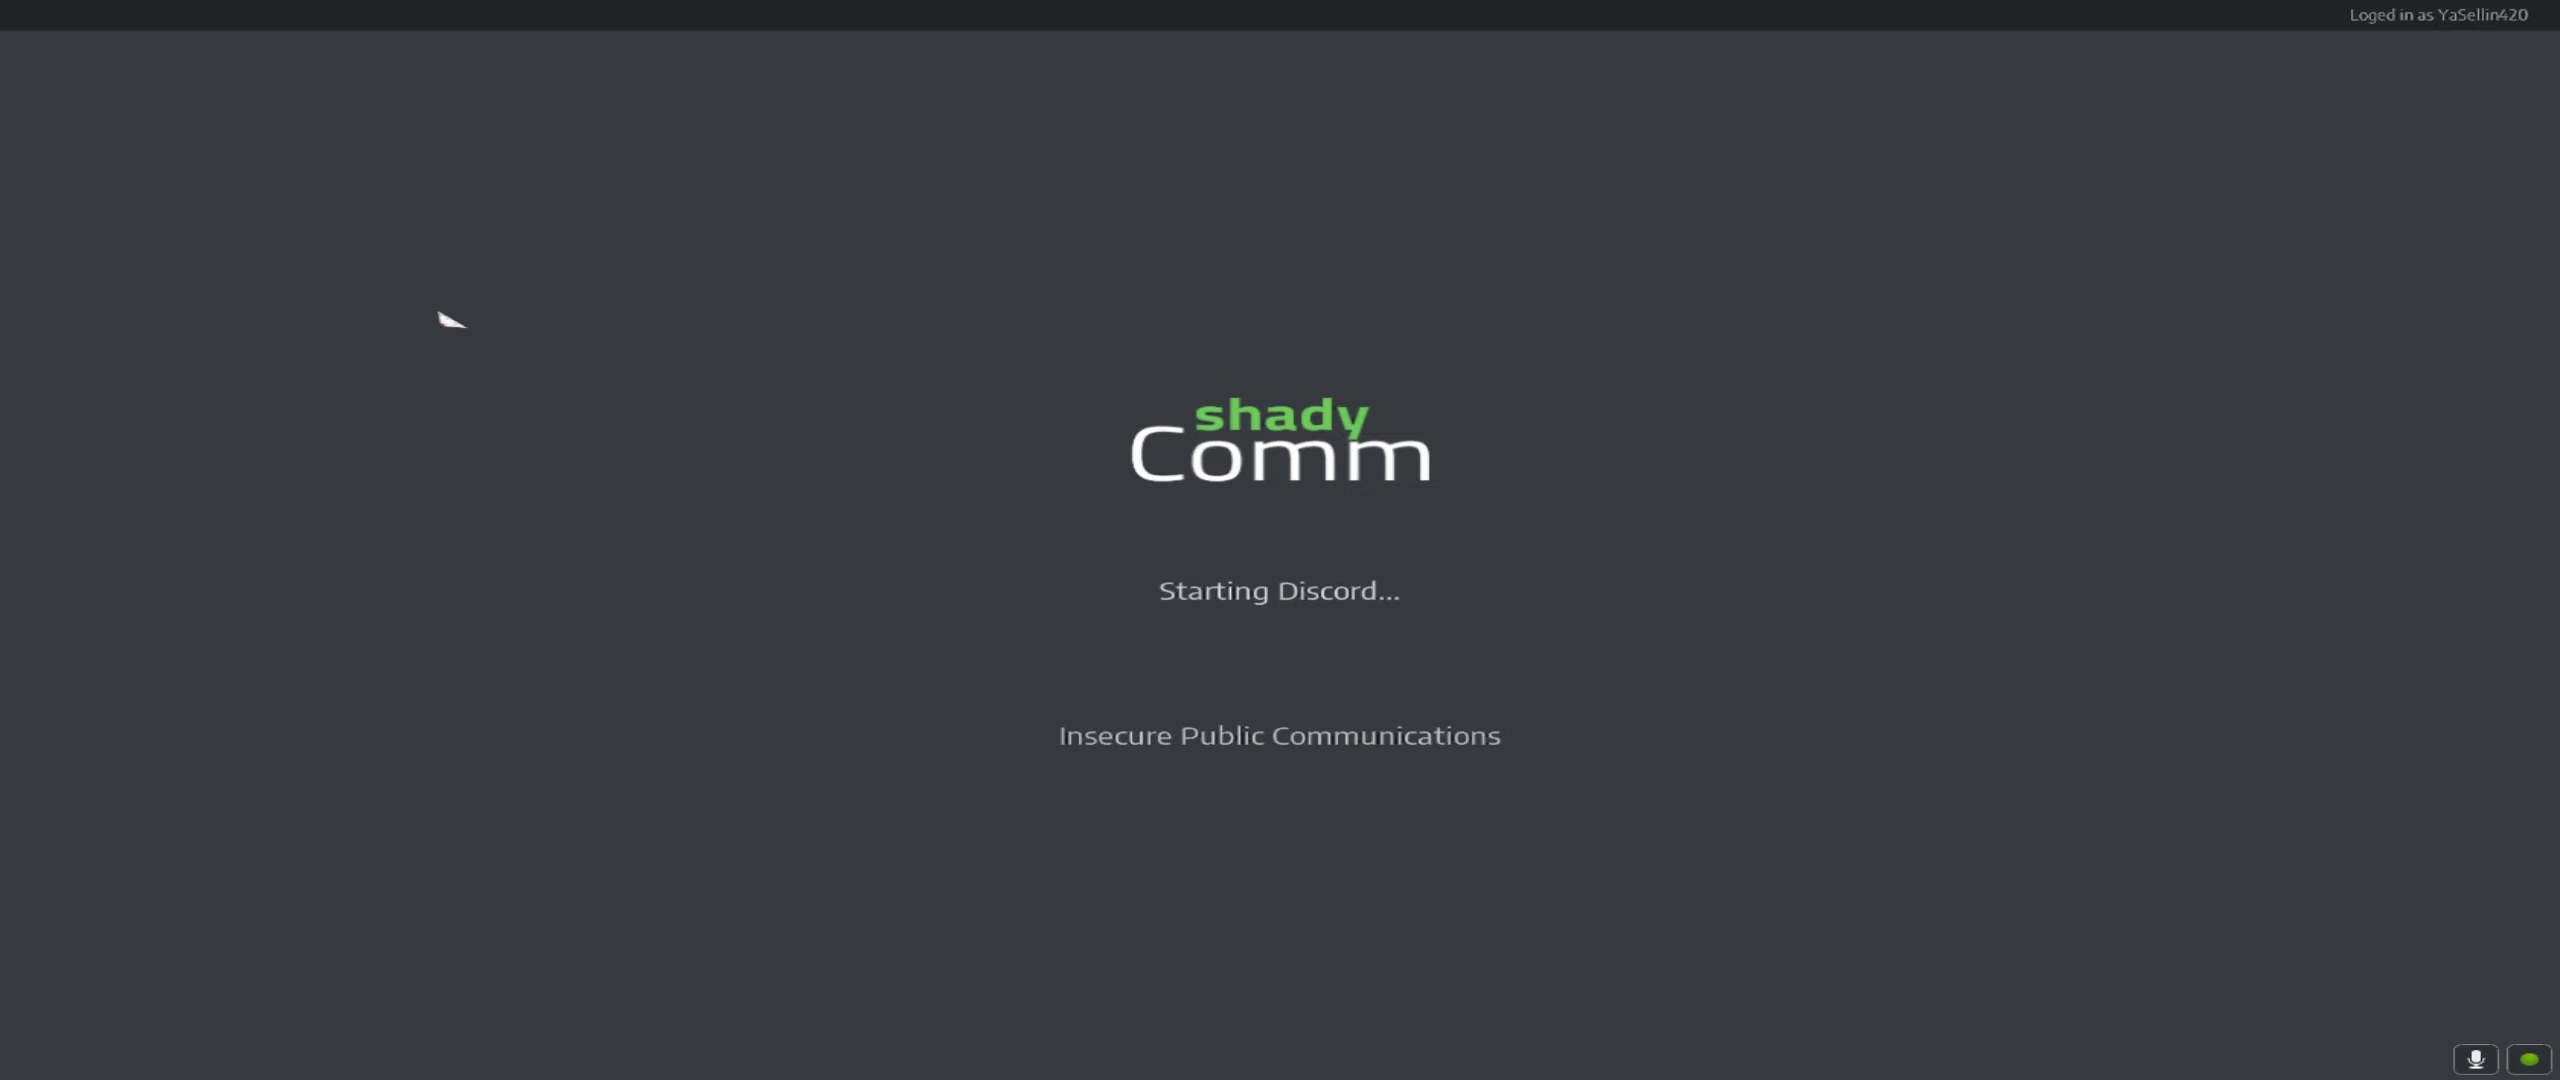 Loged in as YaSellin420
shady
Comm
Starting Discord...
Insecure Public Communications